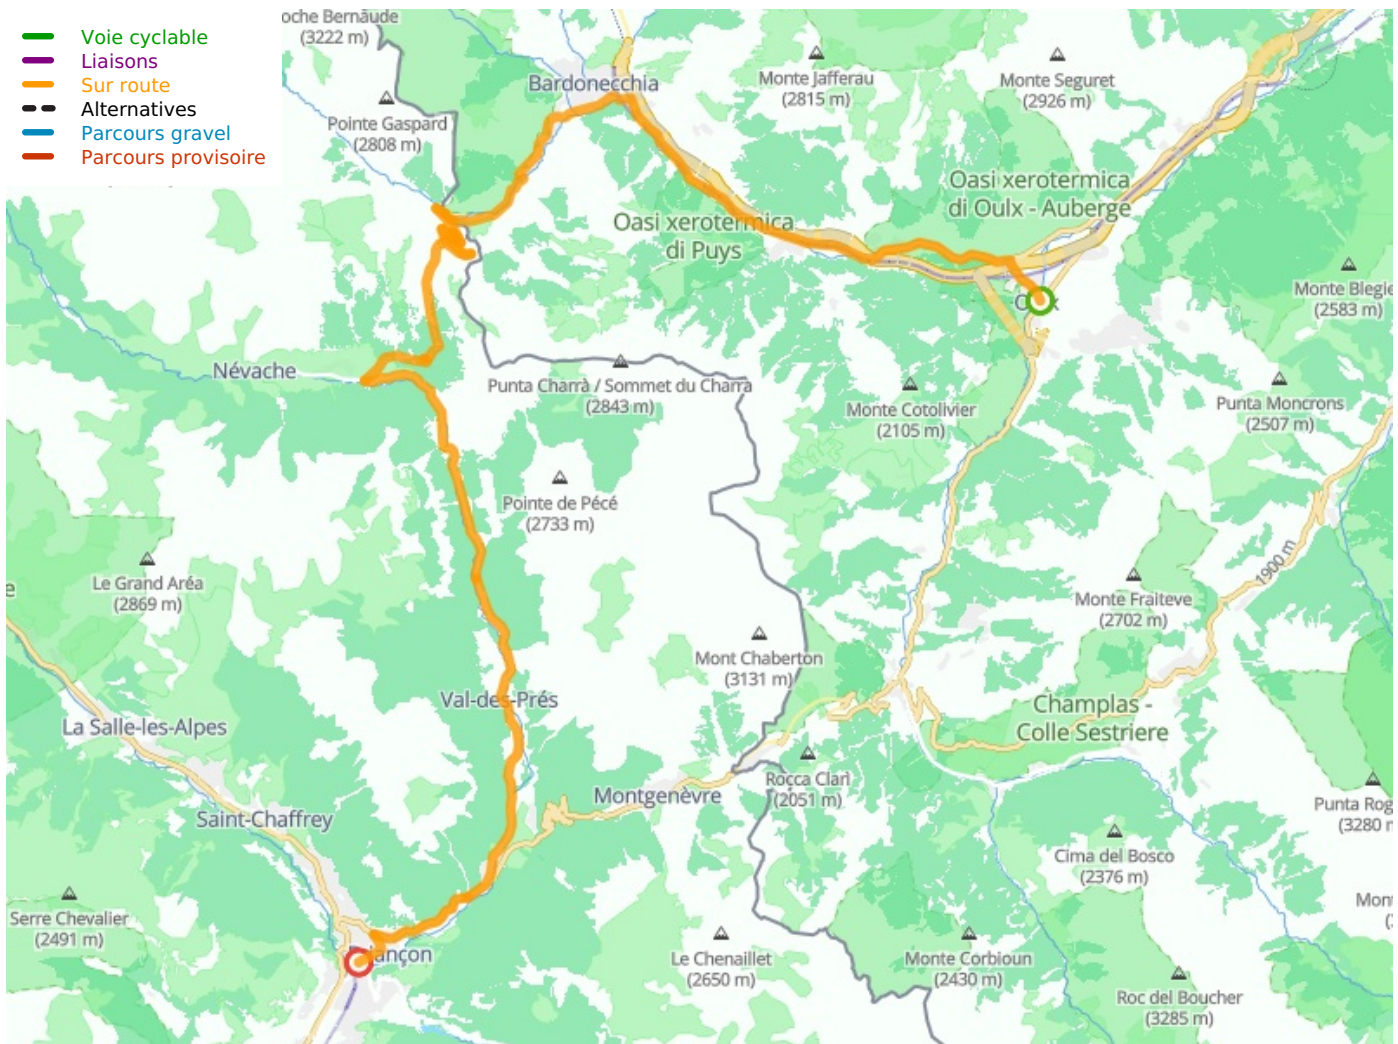 Voie cyclable
Liaisons
Sur route
Alternatives
Parcours gravel
Parcours provisoire
oche Bernaude
(3222 m)
Bardonecchia
Monte Jafferau
(2815 m)
Monte Seguret
(2926 m)
Pointe Gaspard
(2808 m)
Oasi xerotermica
di Oulx - Auberge
Oasi xerotermica
di Puys
Monte Blegie
(2583 m)
Névache
Punta Charrà / Sommet du Charra
(2843 m)
Monte Cotolivier
(2105 m)
Punta Moncrons
(2507 m)
Pointe de Pécé
(2733 m)
1900 m
Le Grand Aréa
(2869 m)
e
Monte Fraiteve
(2702 m)
Mont Chaberton
(3131 m)
Val-des-Prés
La Salle-les-Alpes
Champlas -
Colle Sestriere
Rocca Clarì
(2051 m)
Montgenèvre
Saint-Chaffrey
Punta Rog
(3280 m
Cima del Bosco
(2376 m)
Serre Chevalier
(2491 m)
Mont
(3
Briançon
Le Chenaillet
(2650 m)
Monte Corbioun
(2430 m)
Roc del Boucher
(3285 m)